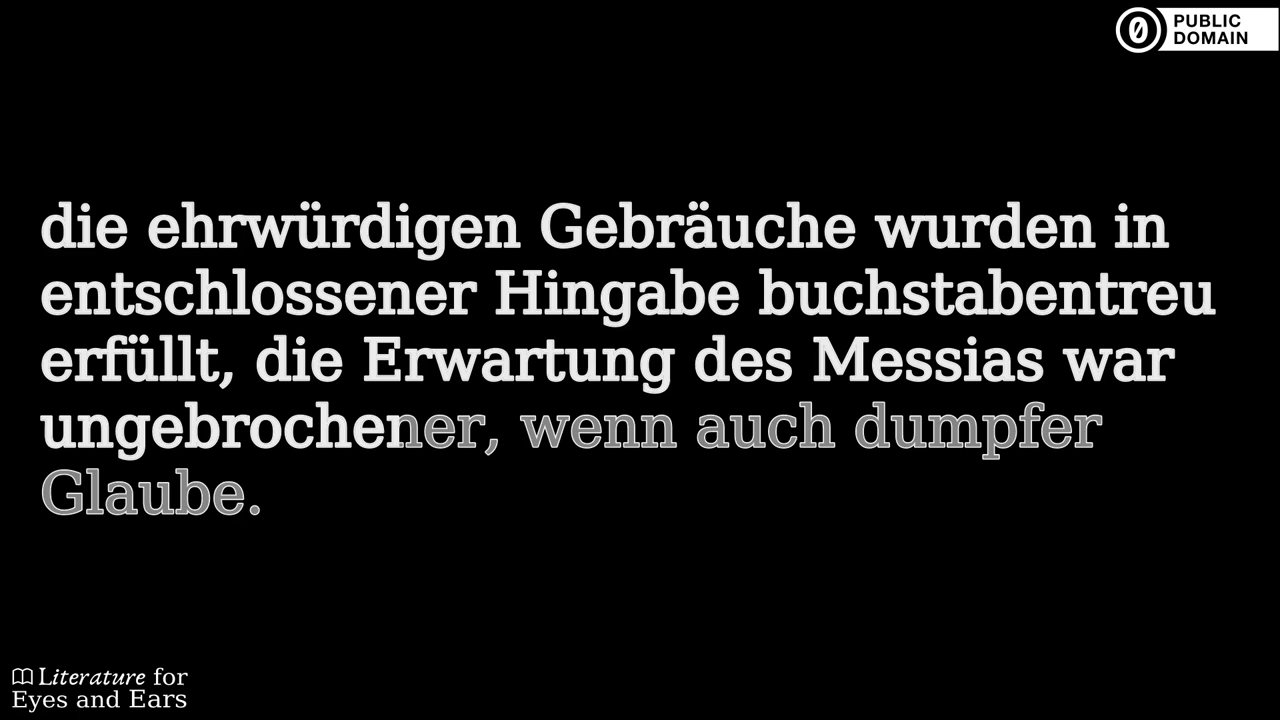 PUBLIC
DOMAIN
die ehrwürdigen Gebräuche wurden in
entschlossener Hingabe buchstabentreu
erfüllt, die Erwartung des Messias war
ungebrochener, wenn auch dumpfer
Glaube.
Literature for
Eyes and Ears